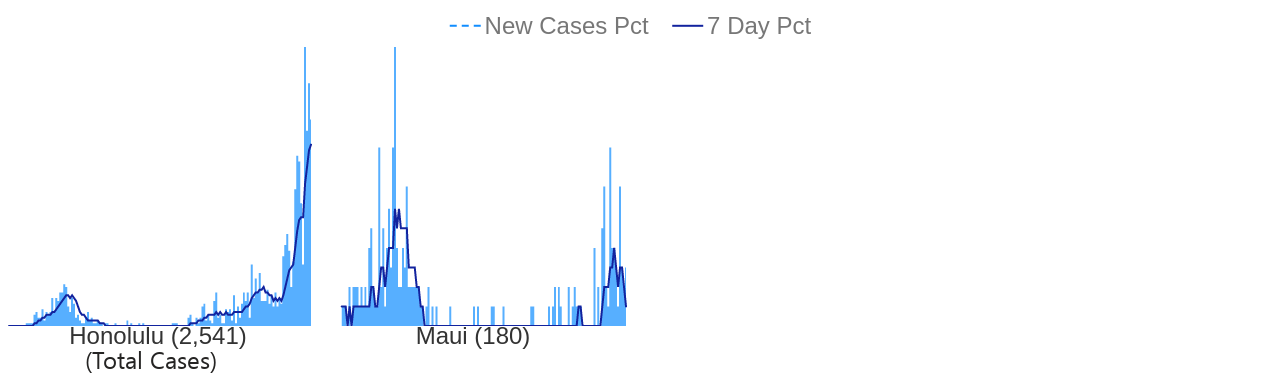 New Cases Pct 7 Day Pct
Honolulu (2,541) Maui (180)
(Total Cases)